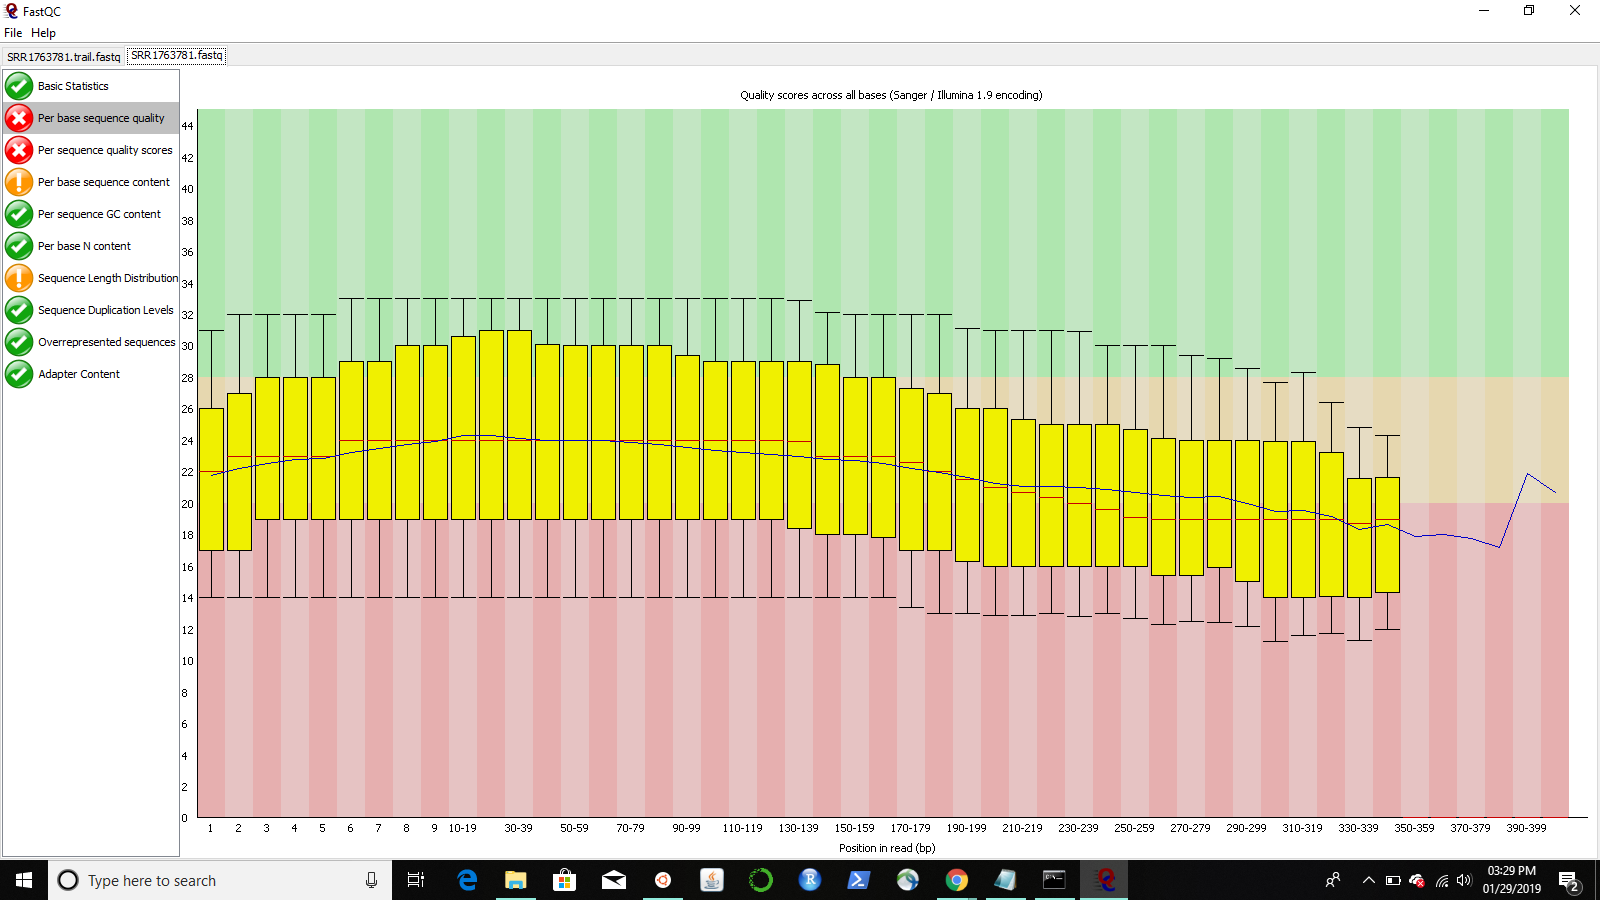 FastQC
File Help
SRR1763781.trail.fastq SRR1763781.fastq
Basic Statistics
Per base sequence quality
Per sequence quality scores
Per base sequence content
Per sequence GC content
Per base N content
Sequence Length Distribution
Sequence Duplication Levels
Overrepresented sequences
Adapter Content
Quality scores across all bases (Sanger / Illumina 1.9 encoding)
44
42
40
38
36
34
32
30
28
26
24
22
20
18
16
14
12
10
8
6
4
2
0
1 2 3 4 5 6 7 8 9 10-19 30-39 50-59 70-79 90-99 110-119 130-139 150-159 170-179 190-199 210-219 230-239 250-259 270-279 290-299 310-319 330-339 350-359 370-379 390-399
Position in read (bp)
Type here to search
03:29 PM
01/29/2019
2